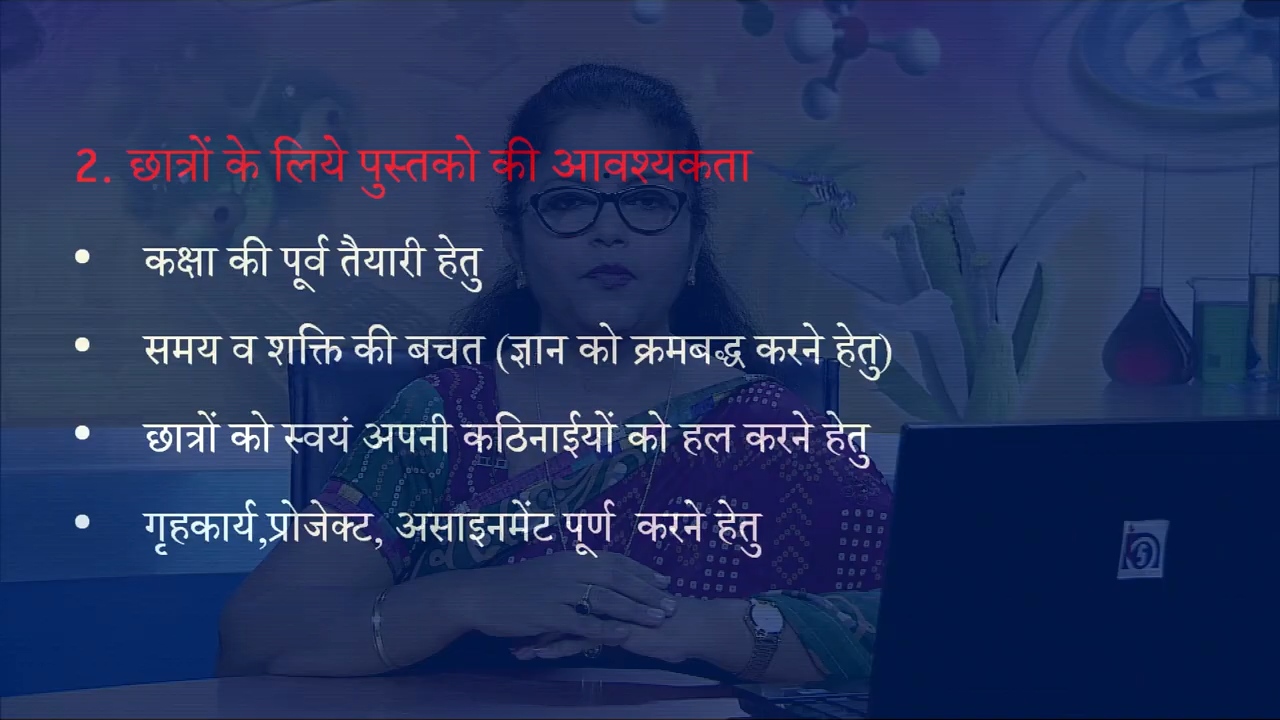 2. छात्रों के लिये पुस्तको की आवश्यकता
• कक्षा की पूर्व तैयारी हेतु
• समय व शक्ति की बचत (ज्ञान को क्रमबद्ध करने हेतु)
• छात्रों को स्वयं अपनी कठिनाईयों को हल करने हेतु
• गृहकार्य,प्रोजेक्ट, असाइनमेंट पूर्ण  करने हेतु